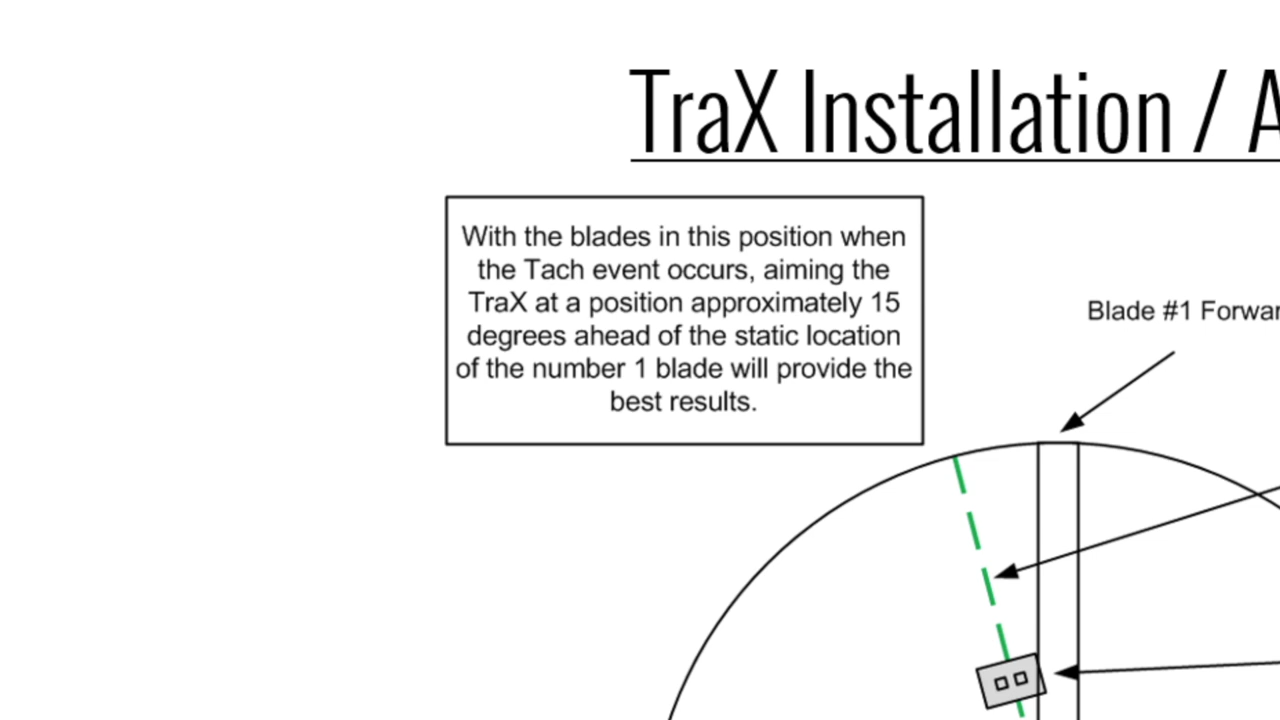 TraX Installation /
With the blades in this position when
the Tach event occurs, aiming the
TraX at a position approximately 15
degrees ahead of the static location
of the number 1 blade will provide the
best results.
Blade #1